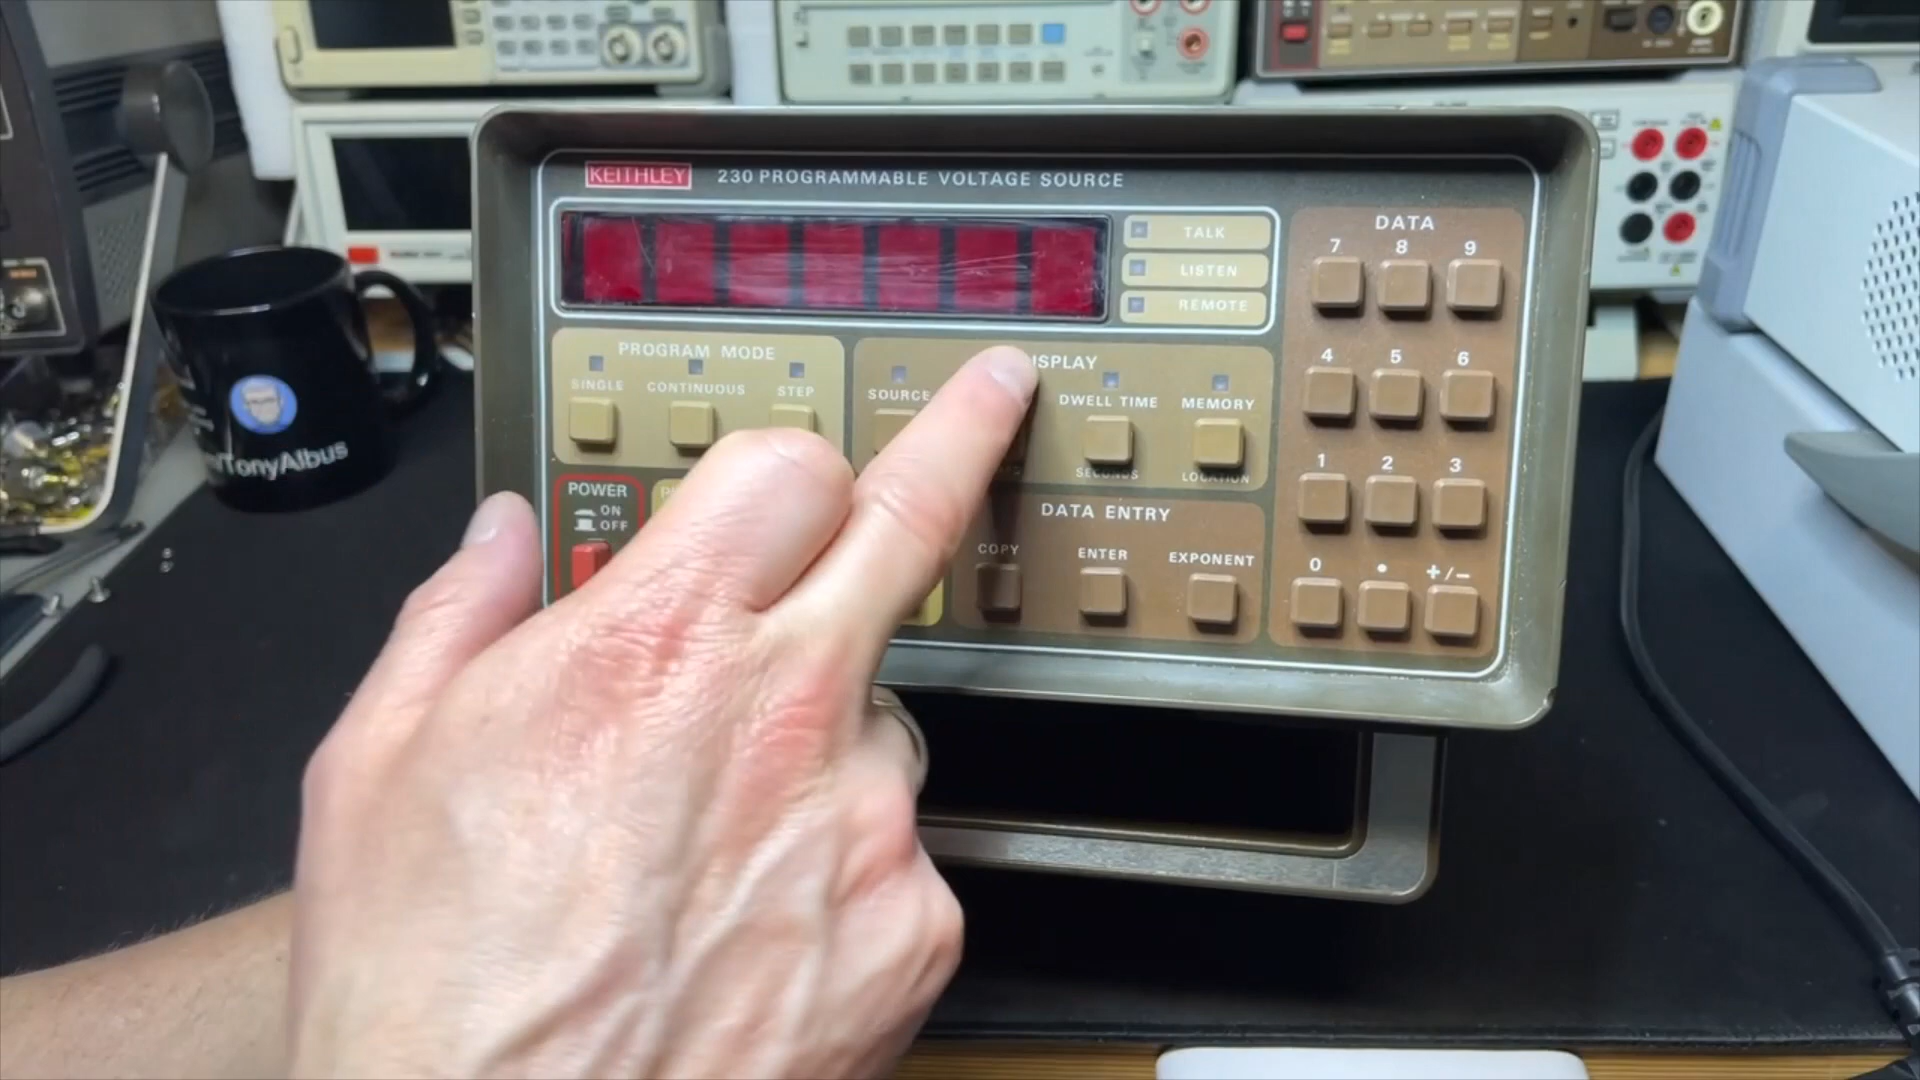 KEITHLEY 230 PROGRAMMABLE VOLTAGE SOURCE
TALK
LISTEN
REMOTE
DATA
7 8 9
4 5 6
1 2 3
0 • +/−
PROGRAM MODE
SINGLE CONTINUOUS STEP
ISPLAY
SOURCE DWELL TIME MEMORY
SECONDS LOCATION
POWER
ON
OFF
DATA ENTRY
COPY ENTER EXPONENT
/TonyAlbus